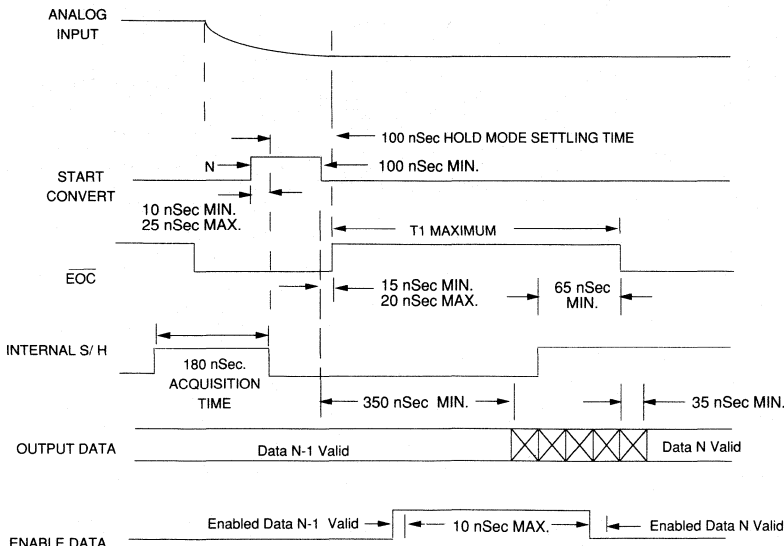 ANALOG
INPUT
100 nSec HOLD MODE SETTLING TIME
N
100 nSec MIN.
START
CONVERT
10 nSec MIN.
25 nSec MAX.
T1 MAXIMUM
EOC
15 nSec MIN.
20 nSec MAX.
65 nSec
MIN.
INTERNAL S/ H
180 nSec.
ACQUISITION
TIME
350 nSec MIN.
35 nSec MIN.
OUTPUT DATA
Data N-1 Valid
Data N Valid
Enabled Data N-1 Valid
10 nSec MAX.
Enabled Data N Valid
ENABLE DATA